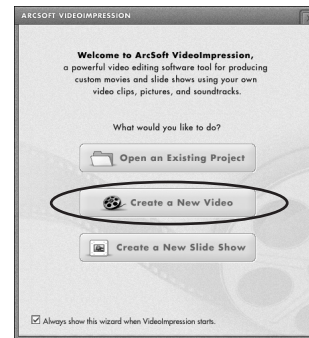 ARCSOFT VIDEOIMPRESSION
Welcome to ArcSoft VideoImpression,
a powerful video editing software tool for producing
custom movies and slide shows using your own
video clips, pictures, and soundtracks.
What would you like to do?
Open an Existing Project
Create a New Video
Create a New Slide Show
Always show this wizard when VideoImpression starts.